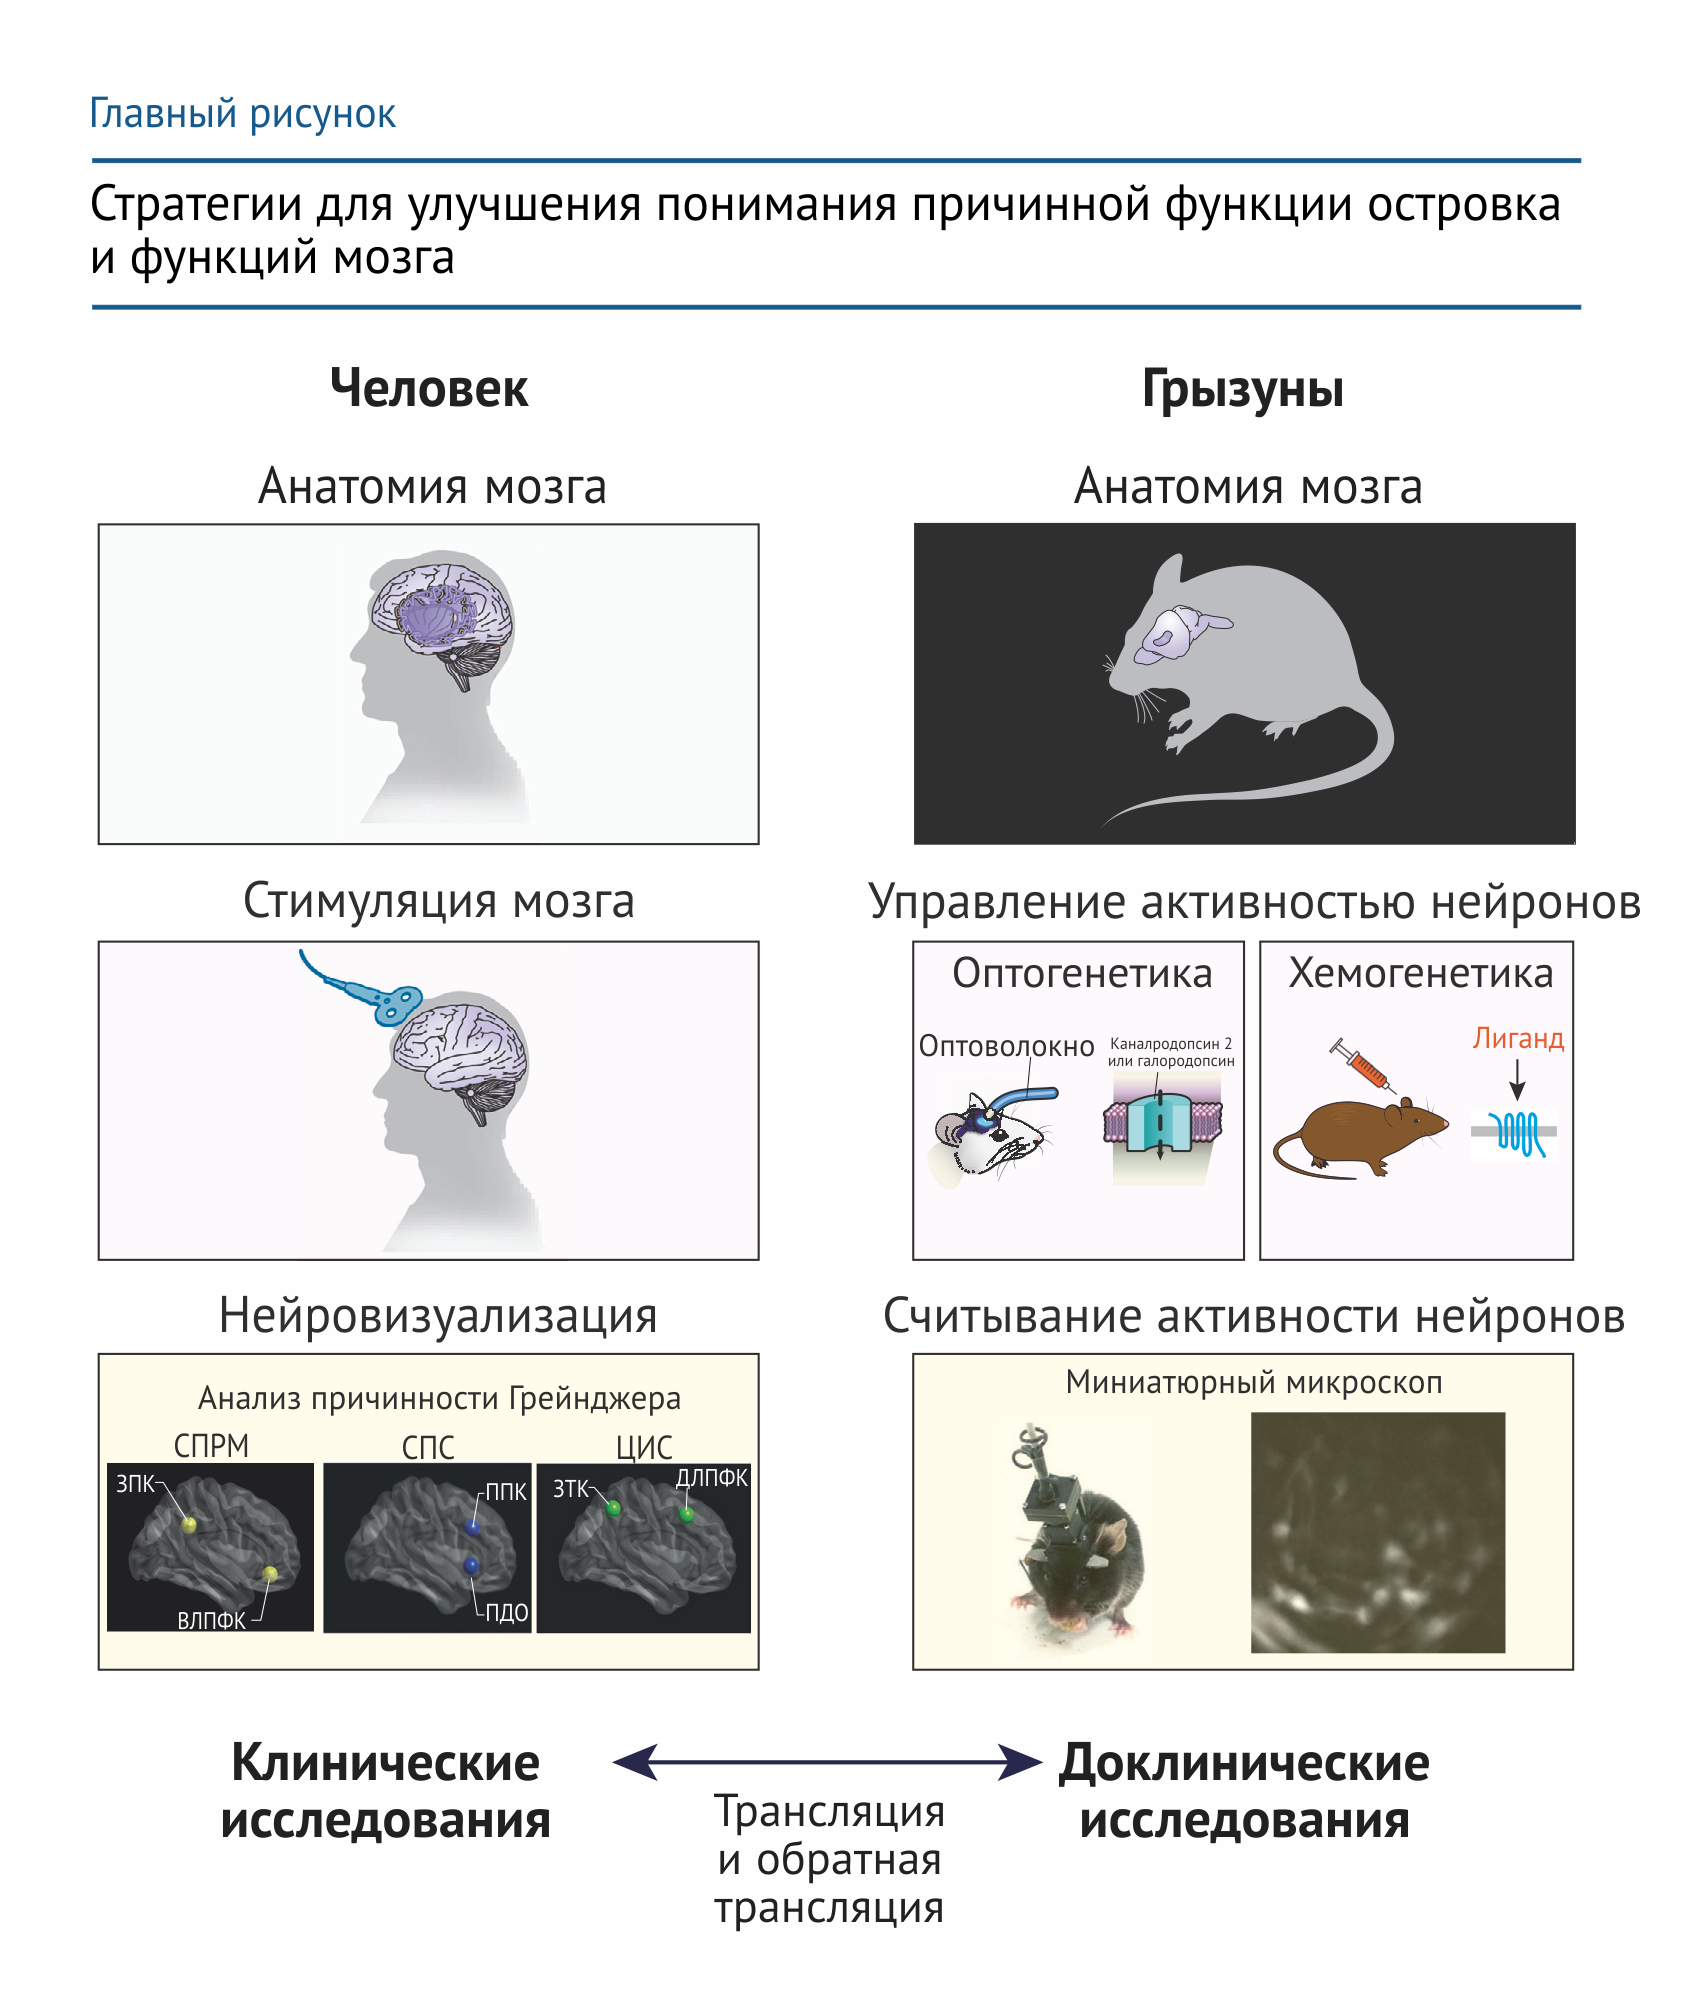 Главный рисунок
Стратегии для улучшения понимания причинной функции островка
и функций мозга
Человек
Анатомия мозга
Стимуляция мозга
Нейровизуализация
Анализ причинности Грейнджера
СПРМ
ЗПК
ВЛПФК
СПС
ППК
ПДО
ЦИС
ЗТК
ДЛПФК
Клинические
исследования
Грызуны
Анатомия мозга
Управление активностью нейронов
Оптогенетика
Оптоволокно
Каналродопсин 2
или галородопсин
Хемогенетика
Лиганд
Считывание активности нейронов
Миниатюрный микроскоп
Доклинические
исследования
Трансляция
и обратная
трансляция